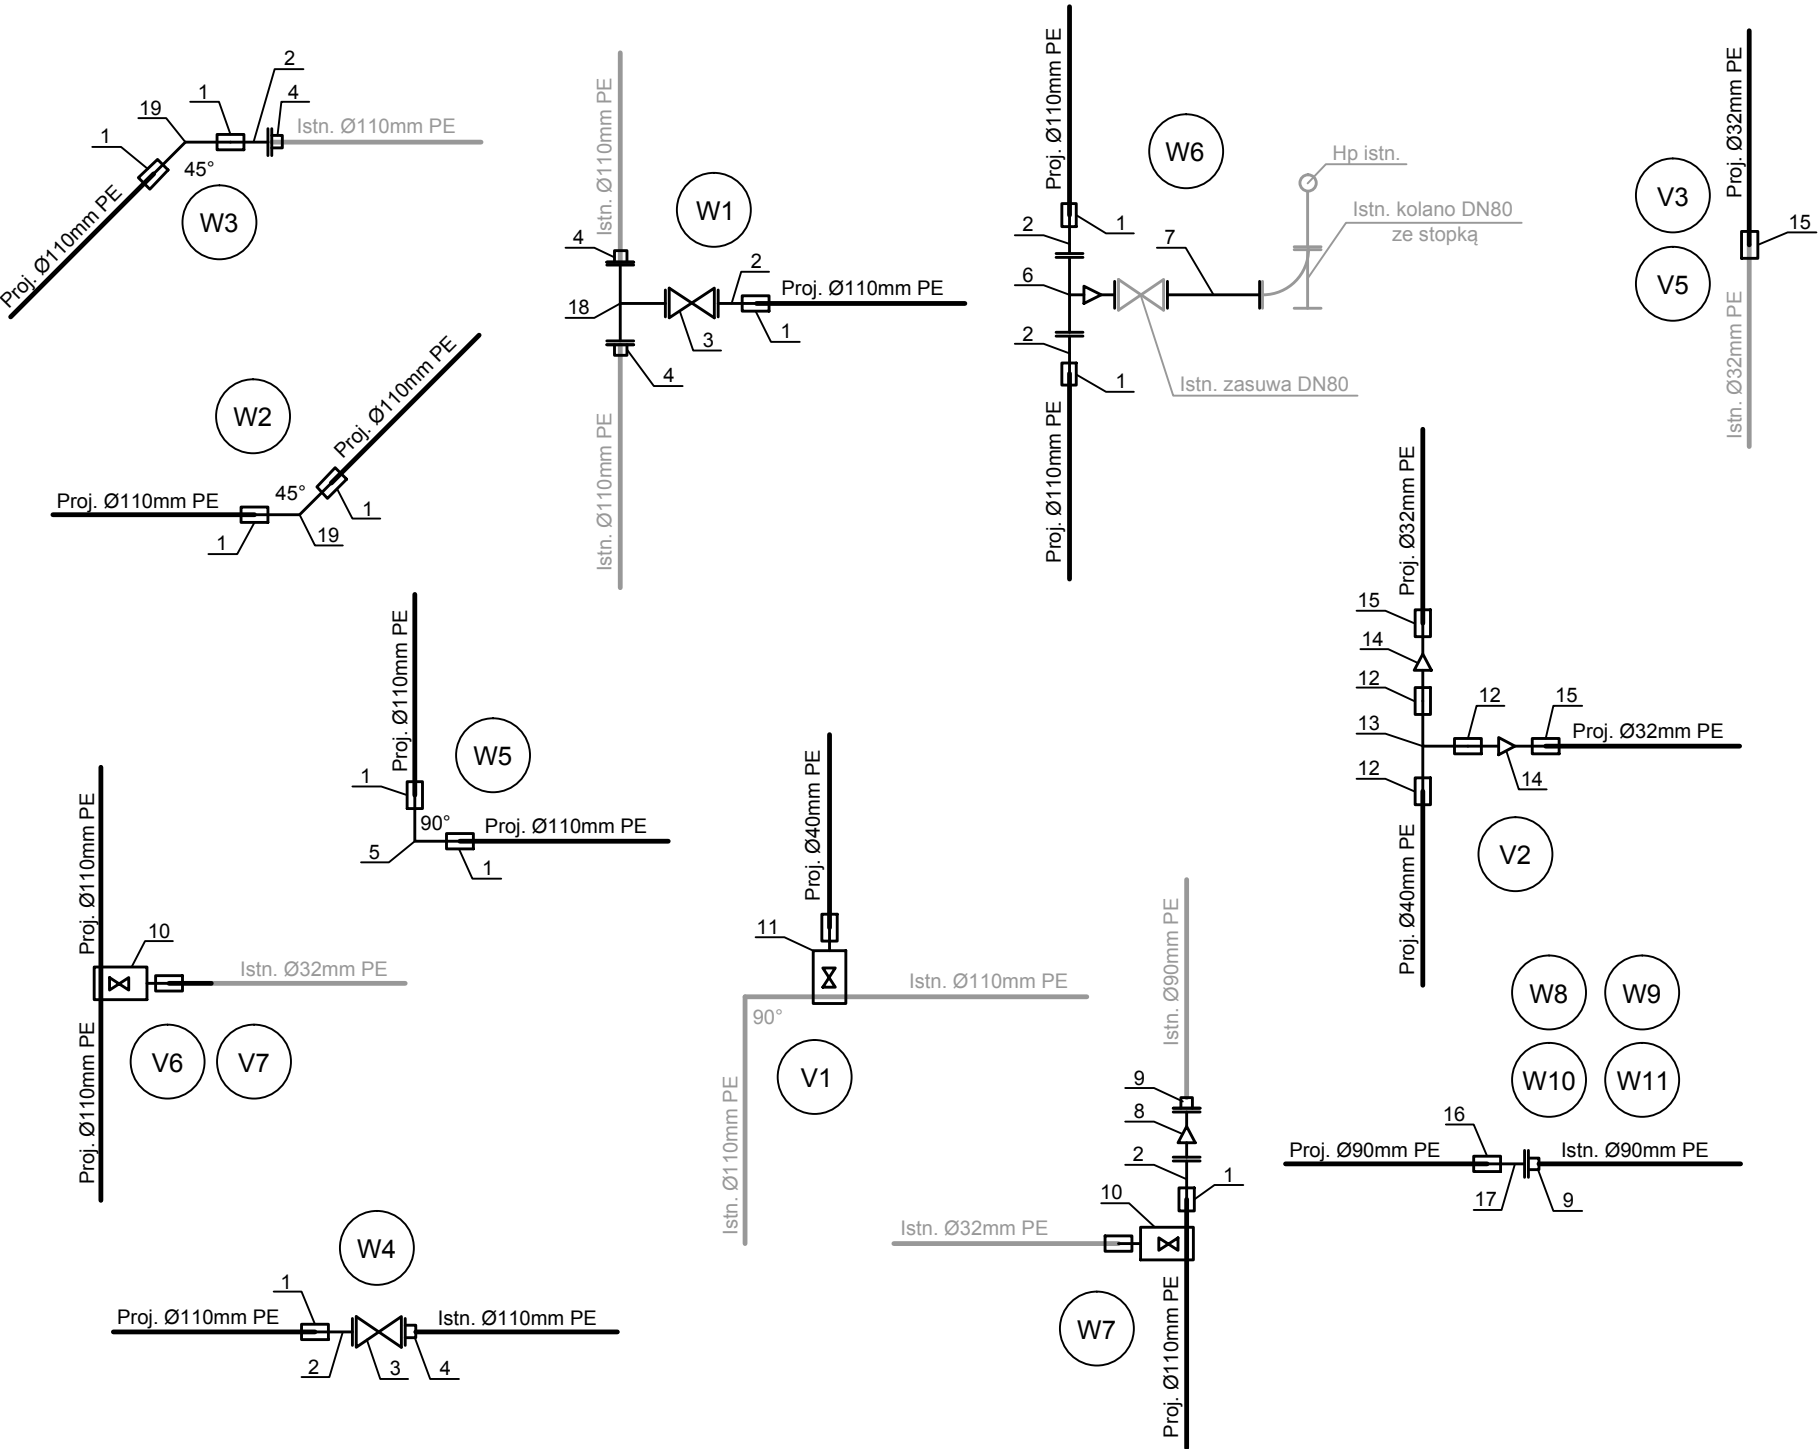 2
1
4
19
Istn. Ø110mm PE
1
45°
W3
Proj. Ø110mm PE
Istn. Ø110mm PE
W1
4
2
Proj. Ø110mm PE
18
3
1
4
Istn. Ø110mm PE
Proj. Ø110mm PE
W6
Hp istn.
Istn. kolano DN80
ze stopką
2
1
7
6
2
1
Istn. zasuwa DN80
Proj. Ø110mm PE
Proj. Ø32mm PE
V3
15
V5
Istn. Ø32mm PE
W2
Proj. Ø110mm PE
Proj. Ø110mm PE
45°
1
1
19
Proj. Ø110mm PE
W5
1
90°
Proj. Ø110mm PE
5
1
Proj. Ø32mm PE
15
14
12
12
15
13
Proj. Ø32mm PE
14
12
V2
Proj. Ø40mm PE
Proj. Ø110mm PE
10
Istn. Ø32mm PE
V6
V7
Proj. Ø110mm PE
Proj. Ø40mm PE
11
Istn. Ø110mm PE
90°
V1
Istn. Ø110mm PE
Istn. Ø90mm PE
9
8
2
1
10
Istn. Ø32mm PE
W7
Proj. Ø110mm PE
W8
W9
W10
W11
16
Proj. Ø90mm PE
Istn. Ø90mm PE
17
9
W4
1
Proj. Ø110mm PE
Istn. Ø110mm PE
2
3
4